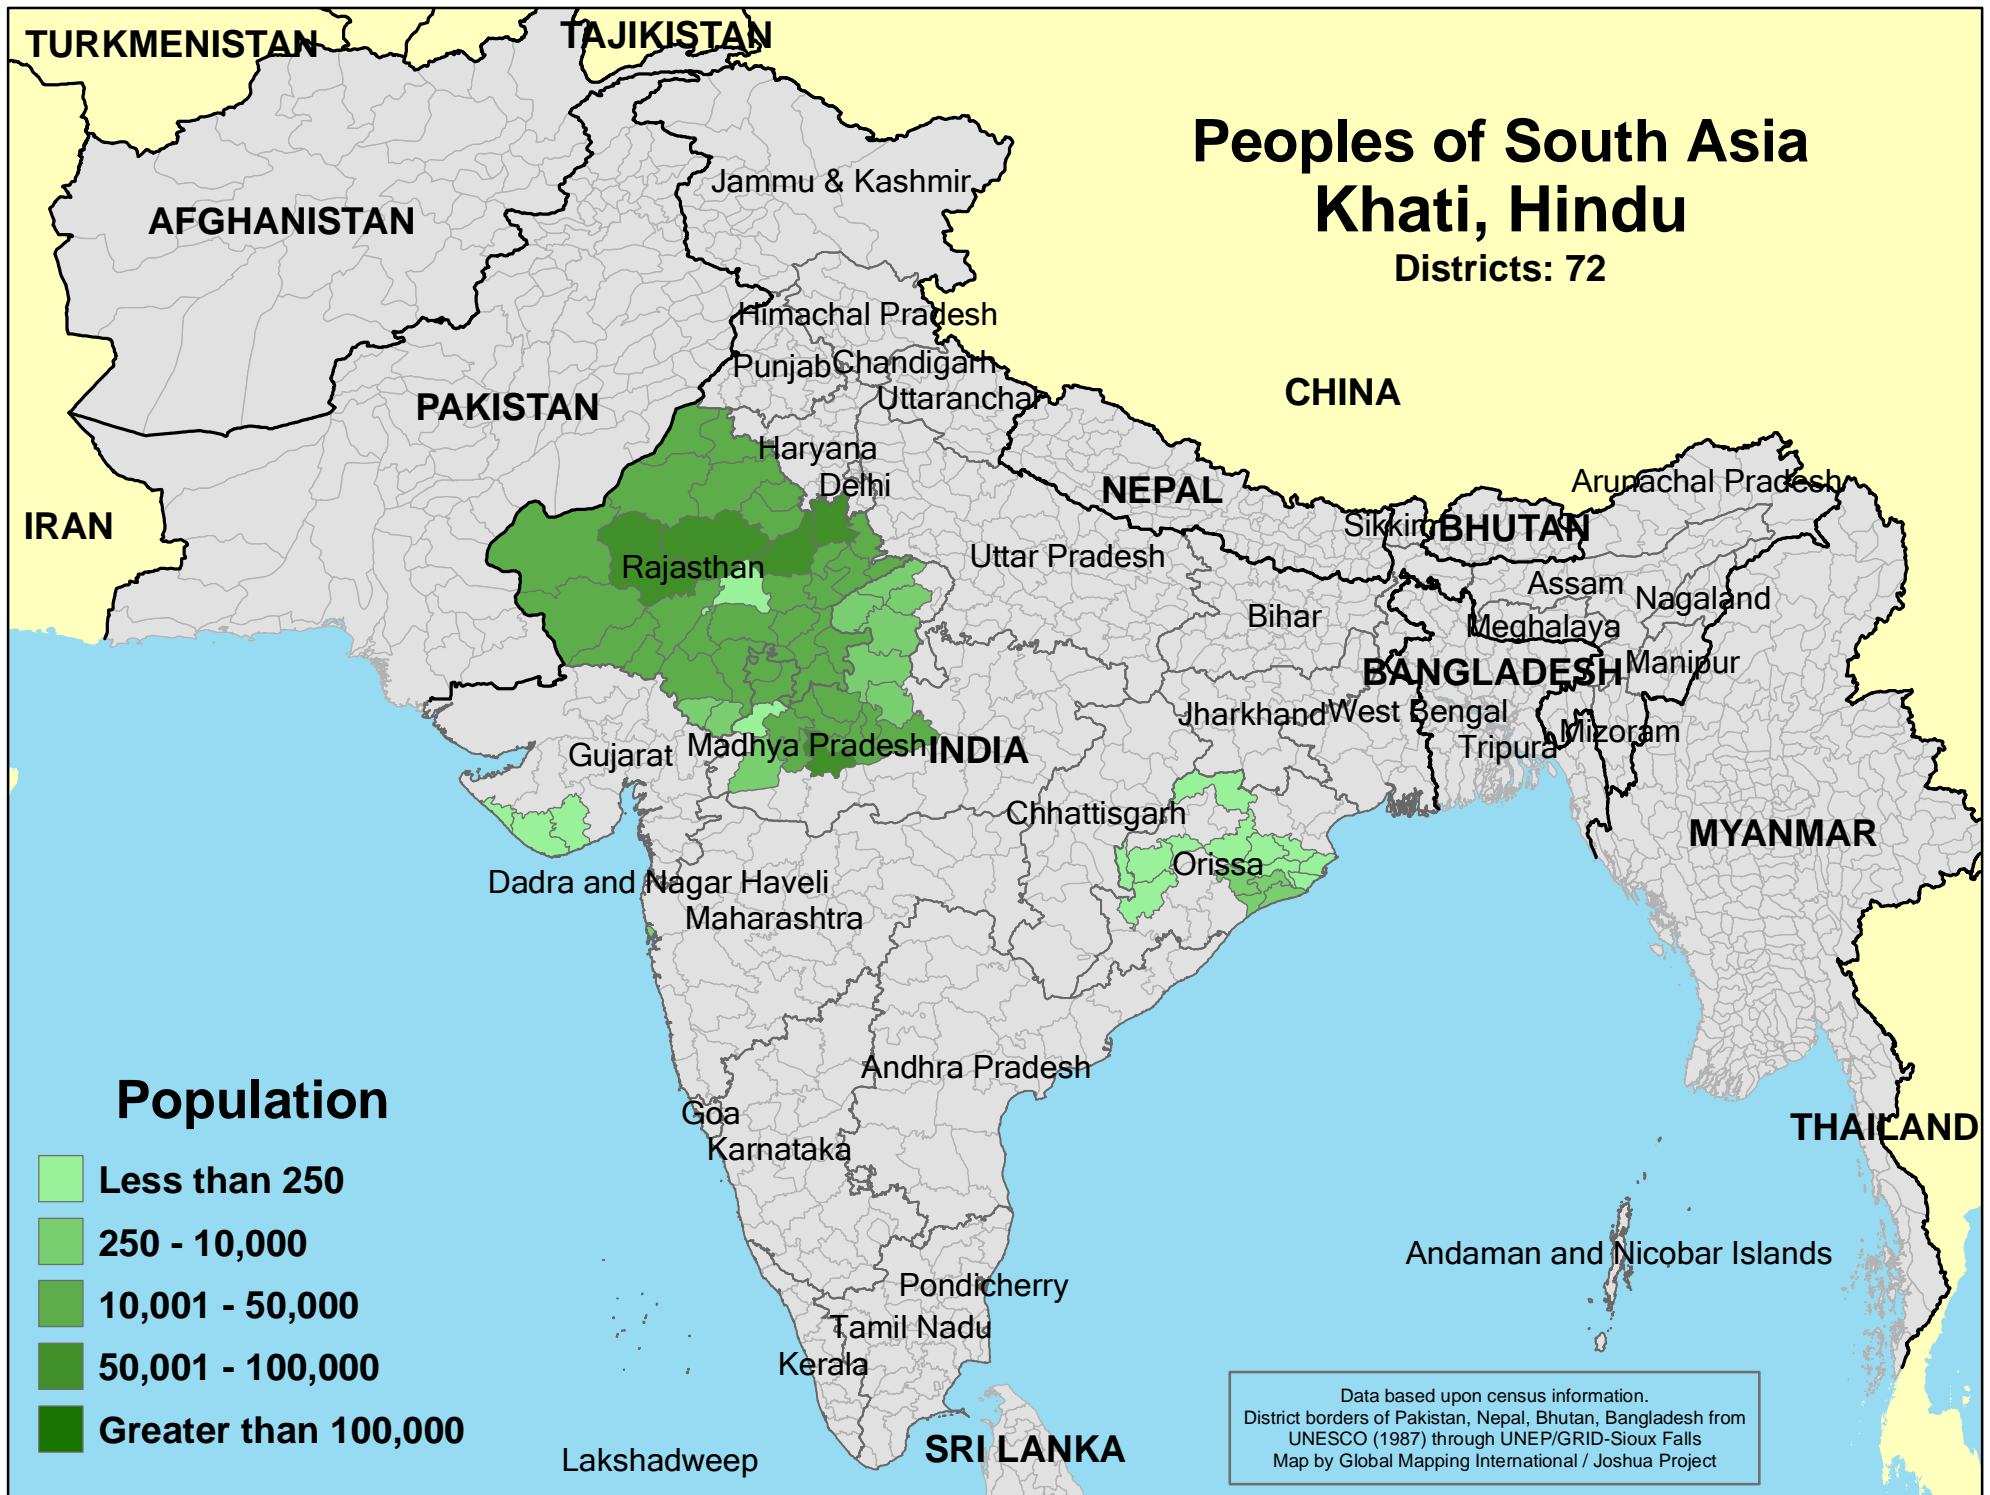 TURKMENISTAN
TAJIKISTAN
Peoples of South Asia
Khati, Hindu
Districts: 72
Jammu & Kashmir
AFGHANISTAN
Himachal Pradesh
Punjab
Chandigarh
Uttaranchal
CHINA
PAKISTAN
Haryana
Delhi
NEPAL
Arunachal Pradesh
IRAN
Sikkim
BHUTAN
Uttar Pradesh
Rajasthan
Assam
Nagaland
Bihar
Meghalaya
BANGLADESH
Manipur
Jharkhand
West Bengal
Mizoram
Tripura
Gujarat
Madhya Pradesh
INDIA
Chhattisgarh
MYANMAR
Orissa
Dadra and Nagar Haveli
Maharashtra
Andhra Pradesh
Goa
Karnataka
THAILAND
Andaman and Nicobar Islands
Pondicherry
Tamil Nadu
Kerala
SRI LANKA
Lakshadweep
Population
Less than 250
250 - 10,000
10,001 - 50,000
50,001 - 100,000
Greater than 100,000
Data based upon census information.
District borders of Pakistan, Nepal, Bhutan, Bangladesh from
UNESCO (1987) through UNEP/GRID-Sioux Falls
Map by Global Mapping International / Joshua Project